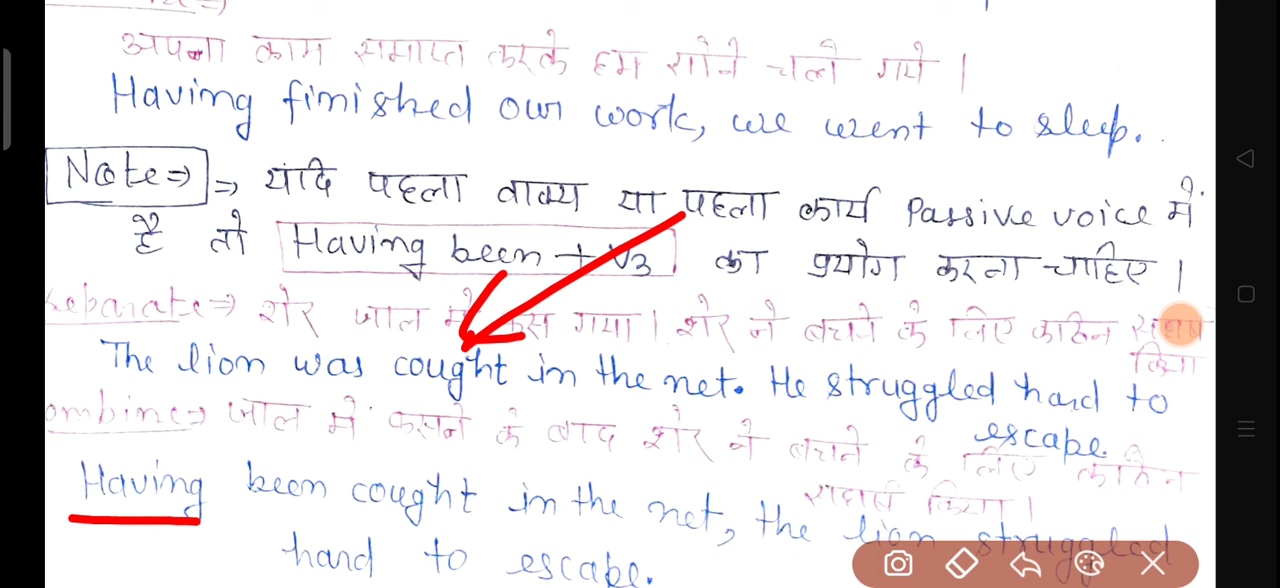 अपना काम समाप्त करके हम सोने चले गये।
Having finished our work, we went to sleep.
Note⇒ ⇒ यदि पहला वाक्य या पहला कार्य Passive voice में
है तो Having been + V3 का प्रयोग करना चाहिए।
Separate⇒ शेर जाल में फस गया। शेर ने बचने के लिए कठिन संघर्ष
किया
The lion was cought in the net. He struggled hard to
escape.
ombine⇒ जाल में फसने के बाद शेर ने बचने के लिए कठिन
संघर्ष किया।
Having been cought in the net, the lion struggled
hard to escape.